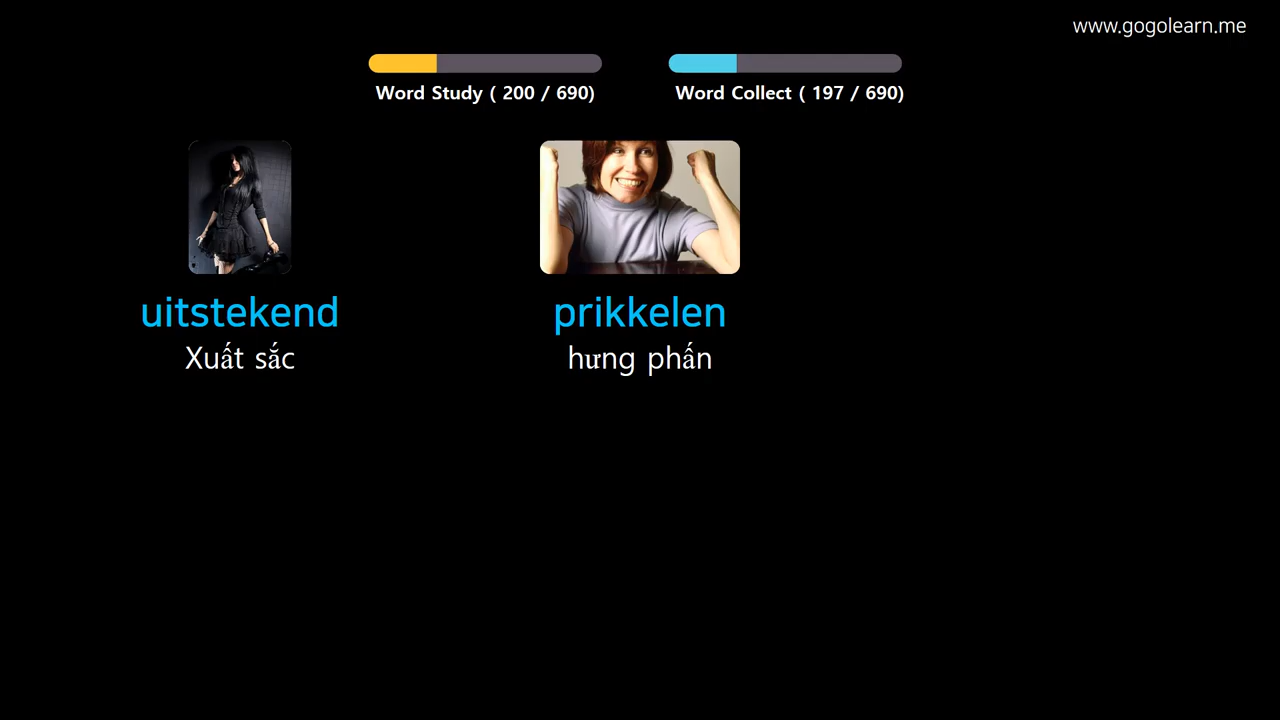 www.gogolearn.me
Word Study ( 200 / 690)
Word Collect ( 197 / 690)
uitstekend
Xuất sắc
prikkelen
hưng phấn